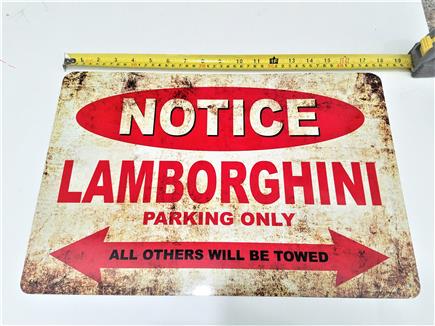 NOTICE
LAMBORGHINI
PARKING ONLY
ALL OTHERS WILL BE TOWED